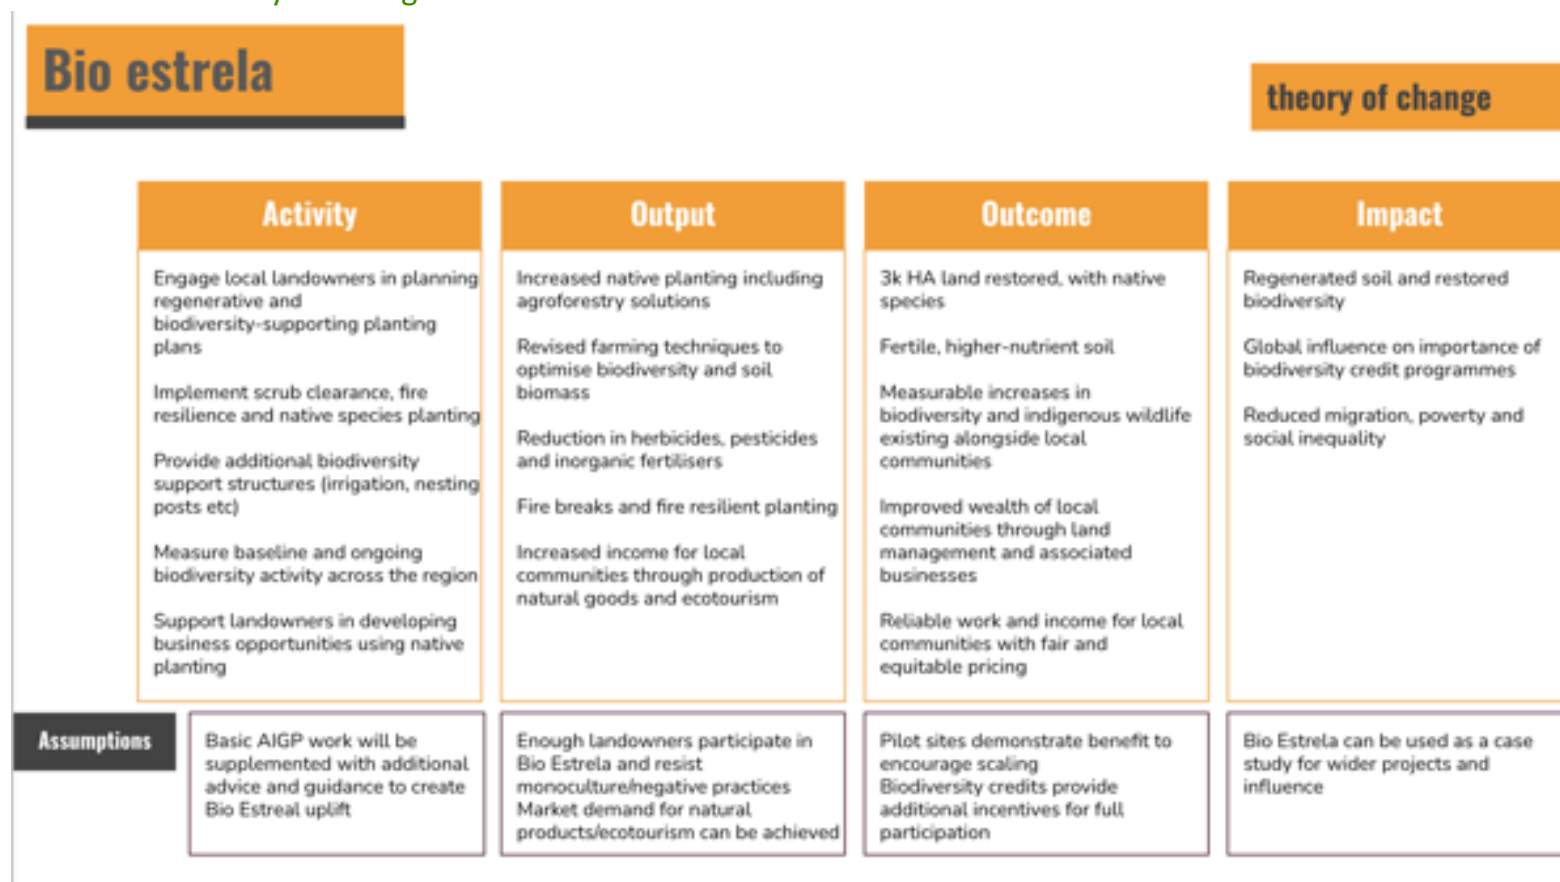 Bio estrela
theory of change
Activity
Engage local landowners in planning
regenerative and
biodiversity-supporting planting
plans
Implement scrub clearance, fire
resilience and native species planting
Provide additional biodiversity
support structures (irrigation, nesting
posts etc)
Measure baseline and ongoing
biodiversity activity across the region
Support landowners in developing
business opportunities using native
planting
Output
Increased native planting including
agroforestry solutions
Revised farming techniques to
optimise biodiversity and soil
biomass
Reduction in herbicides, pesticides
and inorganic fertilisers
Fire breaks and fire resilient planting
Increased income for local
communities through production of
natural goods and ecotourism
Outcome
3k HA land restored, with native
species
Fertile, higher-nutrient soil
Measurable increases in
biodiversity and indigenous wildlife
existing alongside local
communities
Improved wealth of local
communities through land
management and associated
businesses
Reliable work and income for local
communities with fair and
equitable pricing
Impact
Regenerated soil and restored
biodiversity
Global influence on importance of
biodiversity credit programmes
Reduced migration, poverty and
social inequality
Assumptions
Basic AIGP work will be
supplemented with additional
advice and guidance to create
Bio Estreal uplift
Enough landowners participate in
Bio Estrela and resist
monoculture/negative practices
Market demand for natural
products/ecotourism can be achieved
Pilot sites demonstrate benefit to
encourage scaling
Biodiversity credits provide
additional incentives for full
participation
Bio Estrela can be used as a case
study for wider projects and
influence